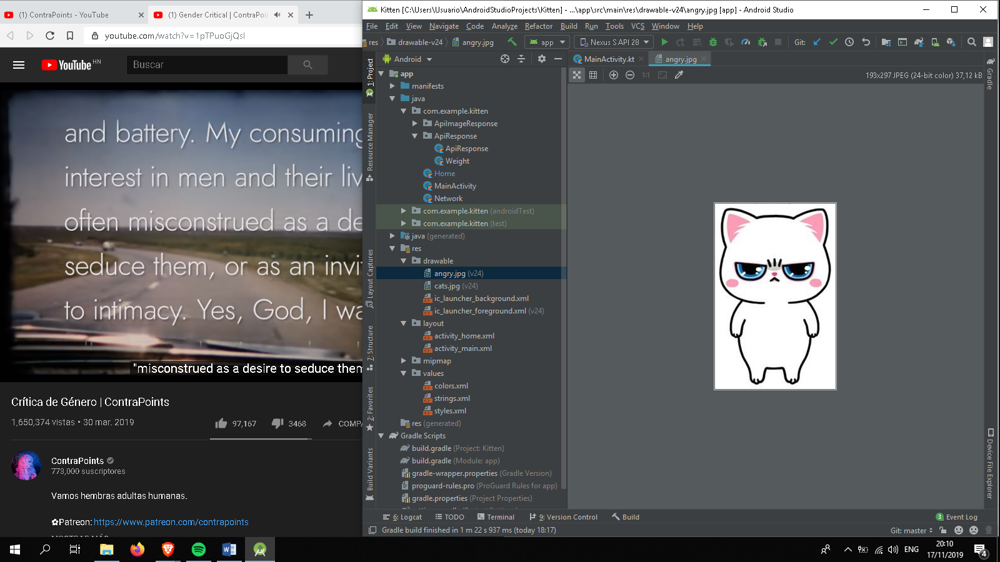 (1) ContraPoints - YouTube
(1) Gender Critical | ContraPoin
youtube.com/watch?v=1pTPuoGjQsI
YouTube HN
Buscar
and battery. My consuming
interest in men and their liv
often misconstrued as a de
seduce them, or as an invi
to intimacy. Yes, God, I wa
"misconstrued as a desire to seduce them
Crítica de Género | ContraPoints
1,650,374 vistas • 30 mar. 2019
97,167
3468
COMPA
ContraPoints
773,000 suscriptores
Vamos hembras adultas humanas.
✿Patreon: https://www.patreon.com/contrapoints
MOSTRAR MÁS
Kitten [C:\Users\Usuario\AndroidStudioProjects\Kitten] - ...\app\src\main\res\drawable-v24\angry.jpg [app] - Android Studio
File Edit View Navigate Code Analyze Refactor Build Run Tools VCS Window Help
res drawable-v24 angry.jpg
app
Nexus S API 28
Git:
Android
MainActivity.kt
angry.jpg
1:1
193x297 JPEG (24-bit color) 37,12 kB
1: Project
Resource Manager
Layout Captures
7: Structure
2: Favorites
Build Variants
app
manifests
java
com.example.kitten
ApiImageResponse
ApiResponse
ApiResponse
Weight
Home
MainActivity
Network
com.example.kitten (androidTest)
com.example.kitten (test)
java (generated)
res
drawable
angry.jpg (v24)
cats.jpg (v24)
ic_launcher_background.xml
ic_launcher_foreground.xml (v24)
layout
activity_home.xml
activity_main.xml
mipmap
values
colors.xml
strings.xml
styles.xml
res (generated)
Gradle Scripts
build.gradle (Project: Kitten)
build.gradle (Module: app)
gradle-wrapper.properties (Gradle Version)
proguard-rules.pro (ProGuard Rules for app)
gradle.properties (Project Properties)
Gradle
Device File Explorer
6: Logcat
TODO
Terminal
9: Version Control
Build
3 Event Log
Gradle build finished in 1 m 22 s 937 ms (today 18:17)
Git: master
ENG
20:10
17/11/2019
4